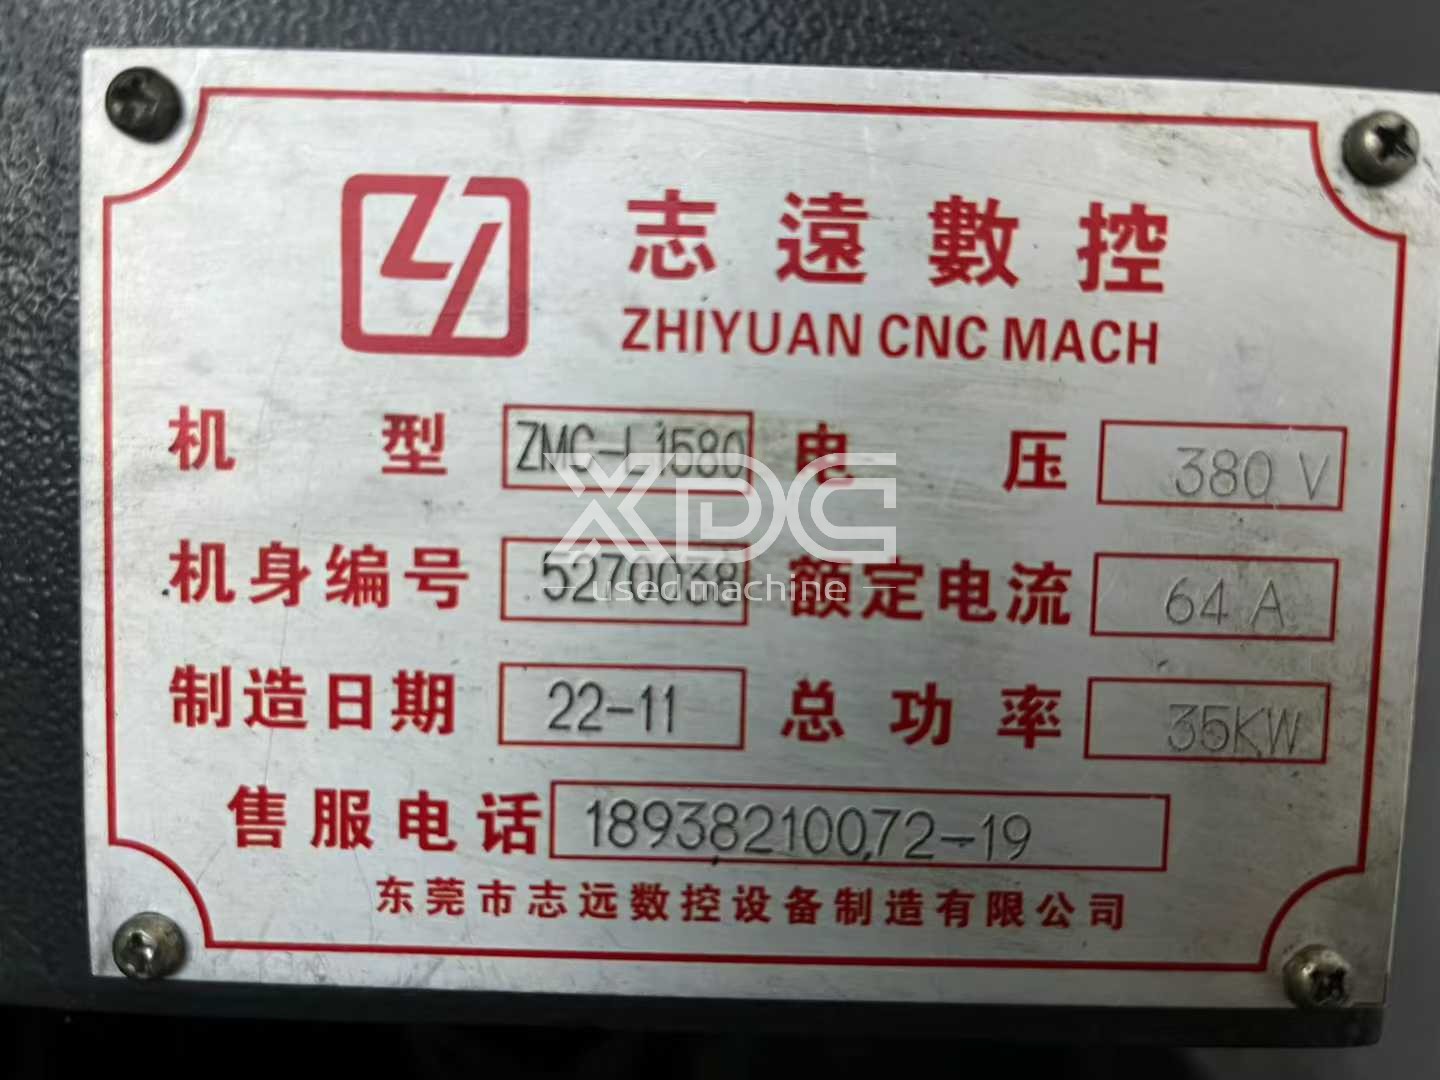 志遠數控
ZHIYUAN CNC MACH
机型 ZMC-L1580 电压 380 V
机身编号 5270038 额定电流 64 A
制造日期 22-11 总功率 35KW
售服电话 18938210072-19
东莞市志远数控设备制造有限公司
XDC
used machine